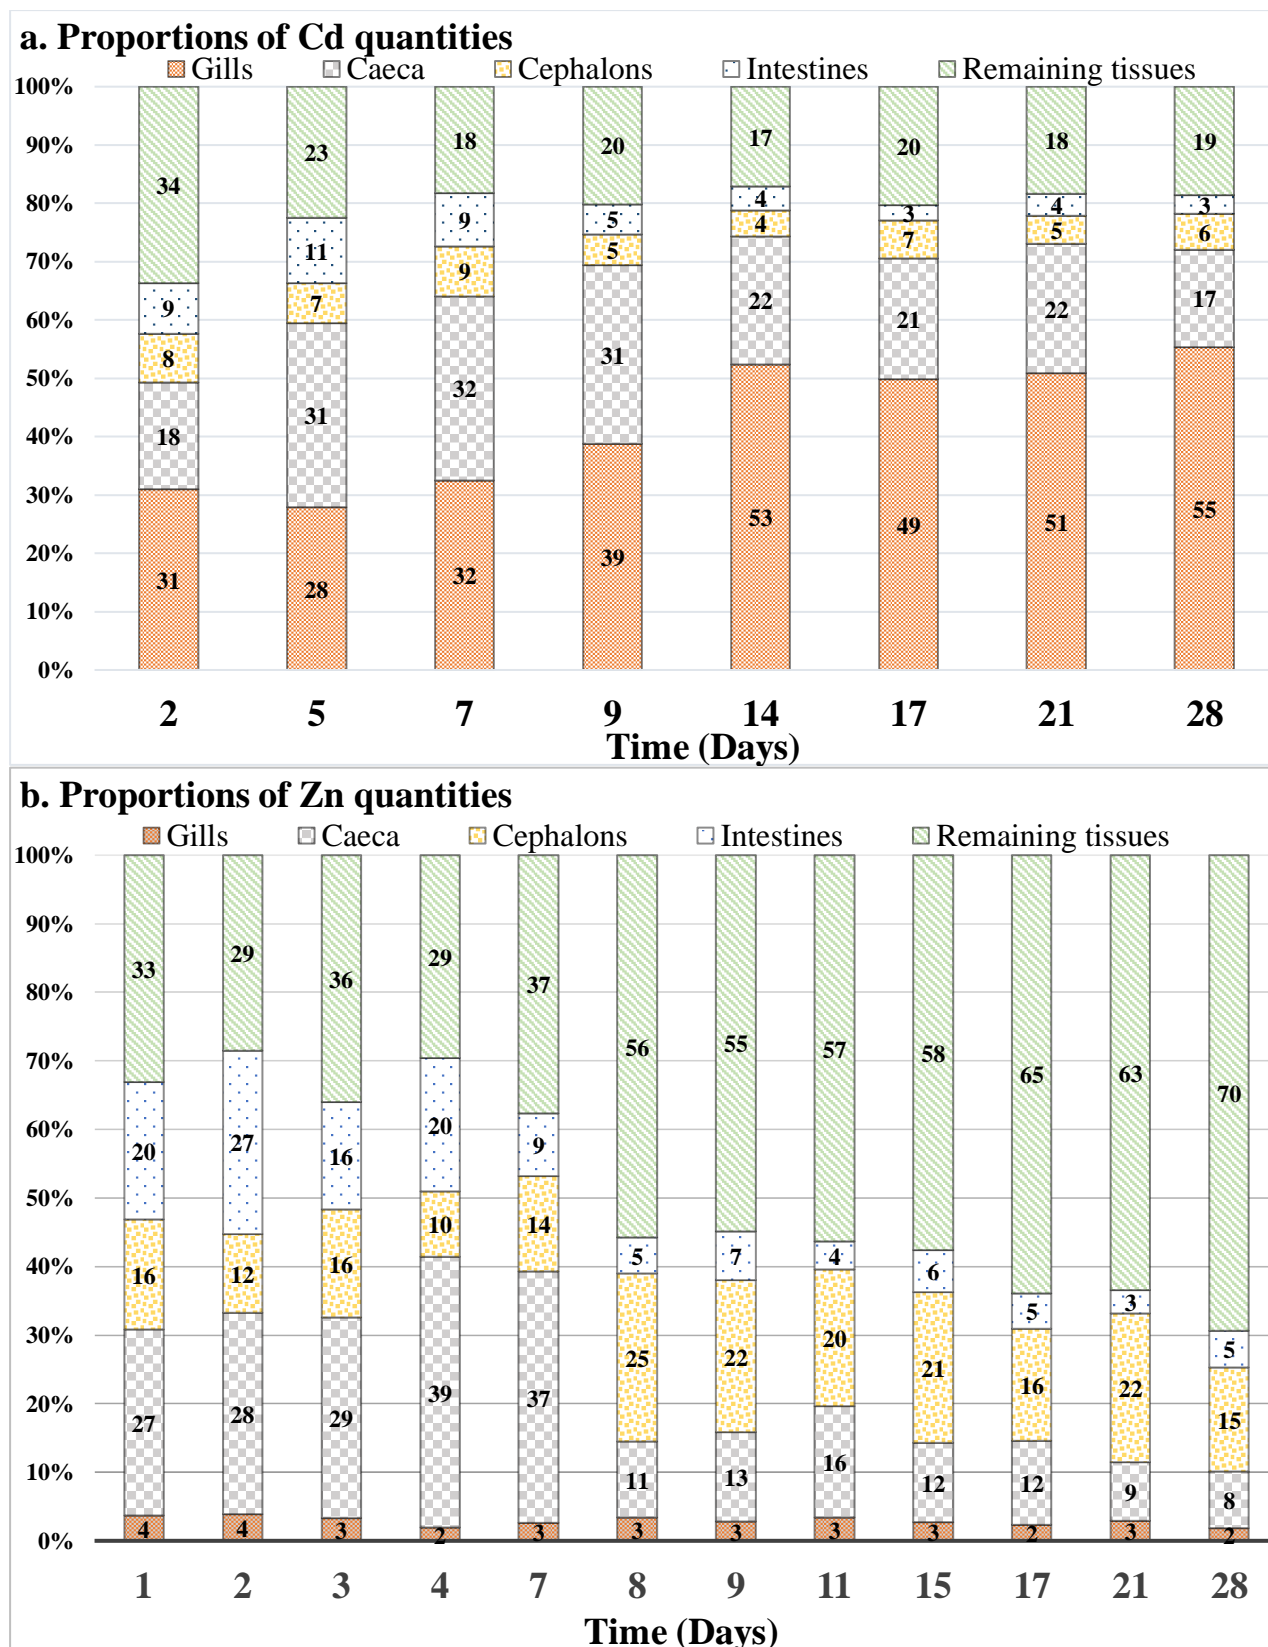 a. Proportions of Cd quantities
Gills Caeca Cephalons Intestines Remaining tissues
100%
90%
80%
70%
60%
50%
40%
30%
20%
10%
0%
34 23 18 20 17 20 18 19
9 11 9 5 4 3 4 3
8 7 9 5 4 7 5 6
18 31 32 31 22 21 22 17
31 28 32 39 53 49 51 55
2 5 7 9 14 17 21 28
Time (Days)
b. Proportions of Zn quantities
Gills Caeca Cephalons Intestines Remaining tissues
100%
90%
80%
70%
60%
50%
40%
30%
20%
10%
0%
33 29 36 29 37 56 55 57 58 65 63 70
20 27 16 20 9 5 7 4 6 5 3 5
16 12 16 10 14 25 22 20 21 16 22 15
27 28 29 39 37 11 13 16 12 12 9 8
4 4 3 2 3 3 3 3 3 2 3 2
1 2 3 4 7 8 9 11 15 17 21 28
Time (Days)